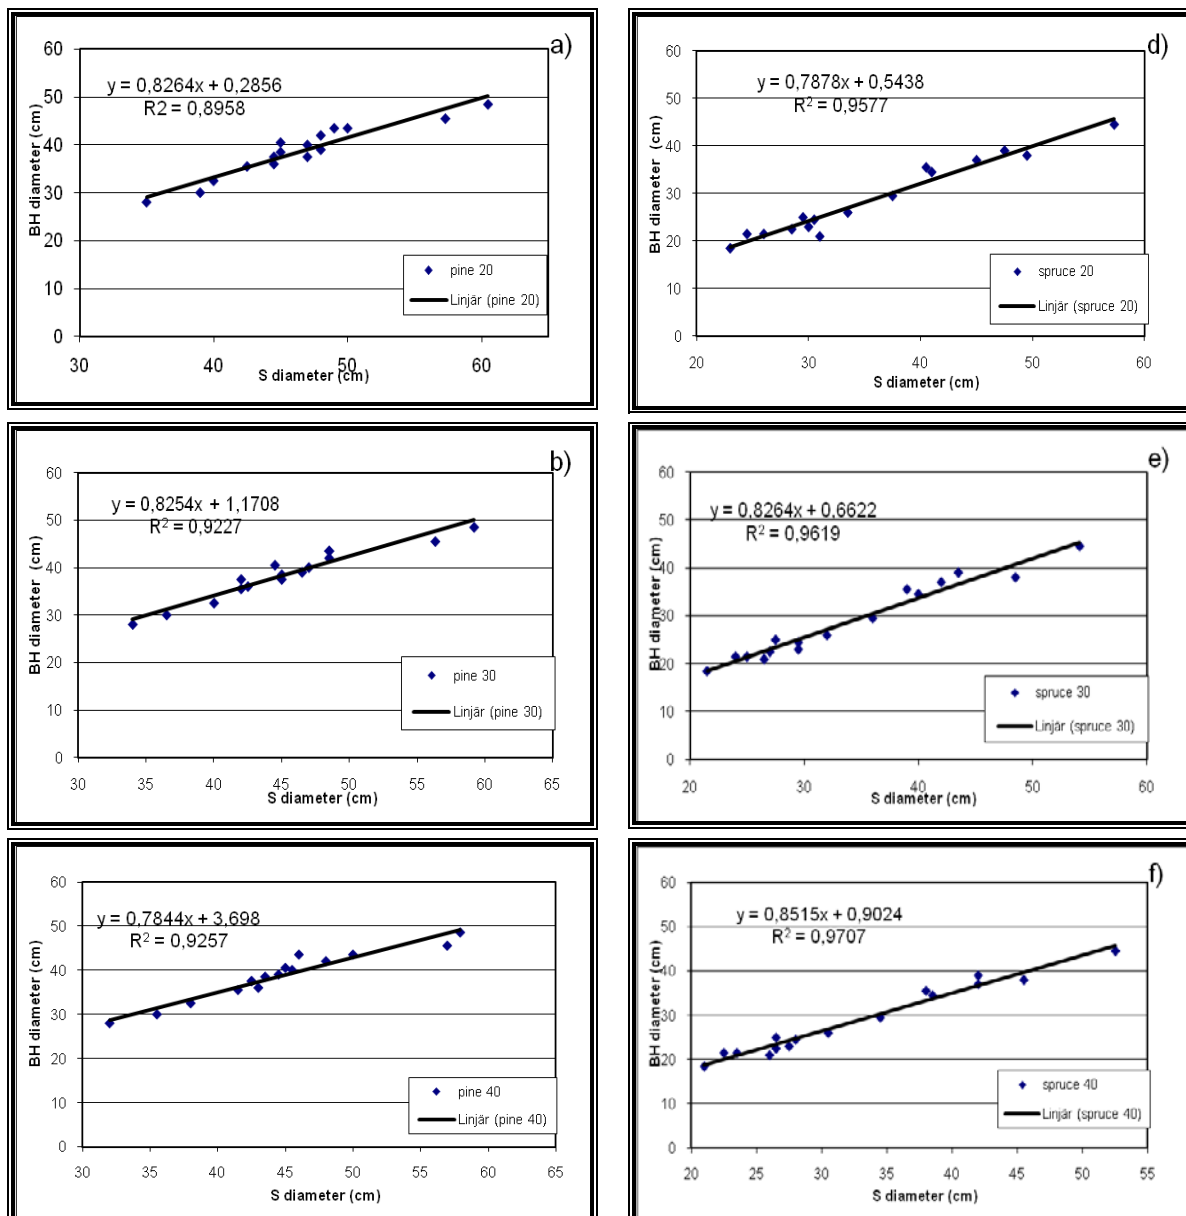 a)
y = 0,8264x + 0,2856
R2 = 0,8958
BH diameter (cm)
60
50
40
30
20
10
0
pine 20
Linjär (pine 20)
30 40 50 60
S diameter (cm)
d)
y = 0,7878x + 0,5438
R² = 0,9577
BH diameter (cm)
60
50
40
30
20
10
0
spruce 20
Linjär (spruce 20)
20 30 40 50 60
S diameter (cm)
b)
y = 0,8254x + 1,1708
R² = 0,9227
BH diameter (cm)
60
50
40
30
20
10
0
pine 30
Linjär (pine 30)
30 35 40 45 50 55 60 65
S diameter (cm)
e)
y = 0,8264x + 0,6622
R² = 0,9619
BH diameter (cm)
60
50
40
30
20
10
0
spruce 30
Linjär (spruce 30)
20 30 40 50 60
S diameter (cm)
y = 0,7844x + 3,698
R² = 0,9257
BH diameter (cm)
60
50
40
30
20
10
0
pine 40
Linjär (pine 40)
30 35 40 45 50 55 60 65
S diameter (cm)
f)
y = 0,8515x + 0,9024
R² = 0,9707
BH diameter (cm)
60
50
40
30
20
10
0
spruce 40
Linjär (spruce 40)
20 25 30 35 40 45 50 55
S diameter (cm)